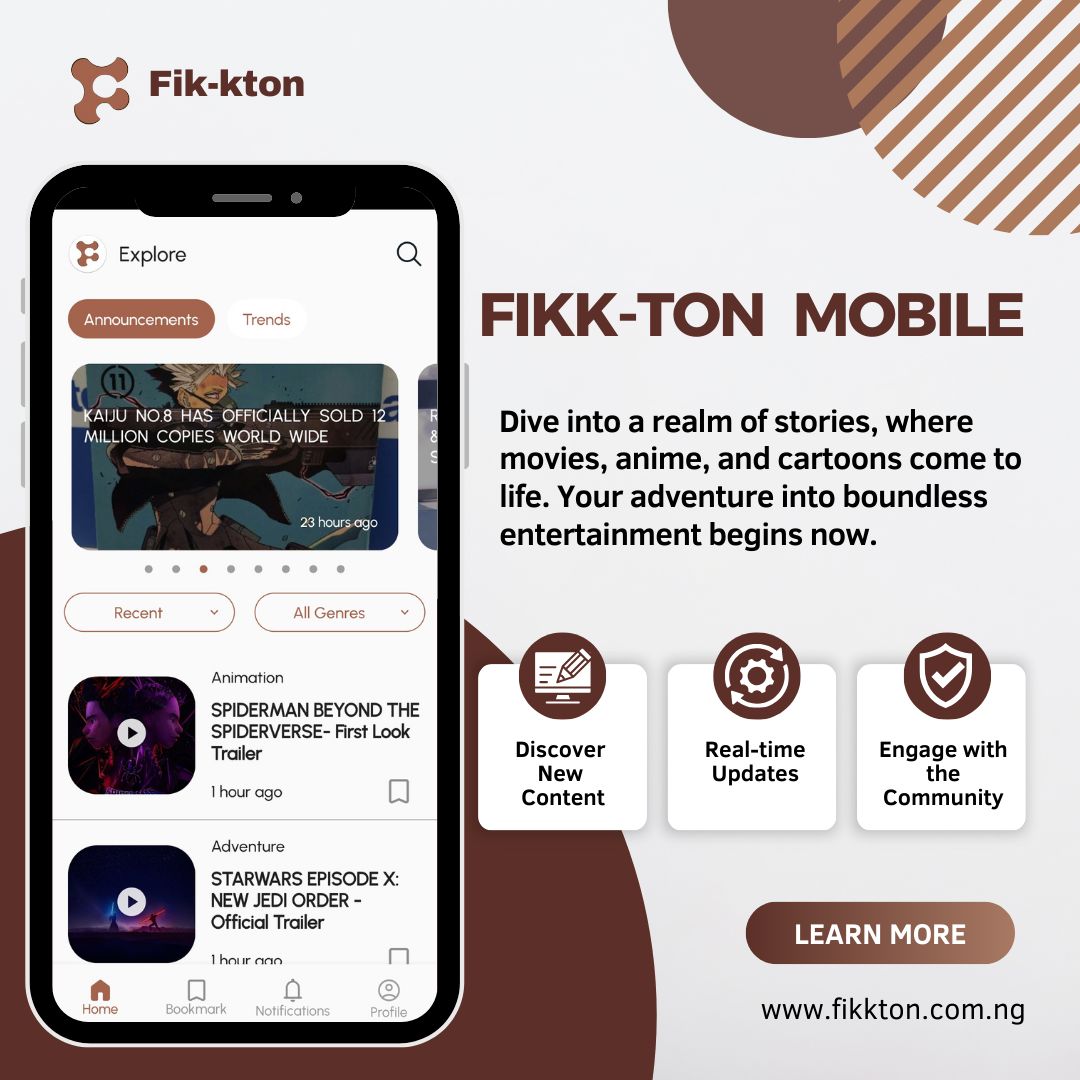 Fik-kton
Explore
Announcements
Trends
11
KAIJU NO.8 HAS OFFICIALLY SOLD 12
MILLION COPIES WORLD WIDE
23 hours ago
R
&
S
Recent
All Genres
Animation
SPIDERMAN BEYOND THE
SPIDERVERSE- First Look
Trailer
1 hour ago
Adventure
STARWARS EPISODE X:
NEW JEDI ORDER -
Official Trailer
1 hour ago
Home
Bookmark
Notifications
Profile
FIKK-TON MOBILE
Dive into a realm of stories, where
movies, anime, and cartoons come to
life. Your adventure into boundless
entertainment begins now.
Discover
New
Content
Real-time
Updates
Engage with
the
Community
LEARN MORE
www.fikkton.com.ng